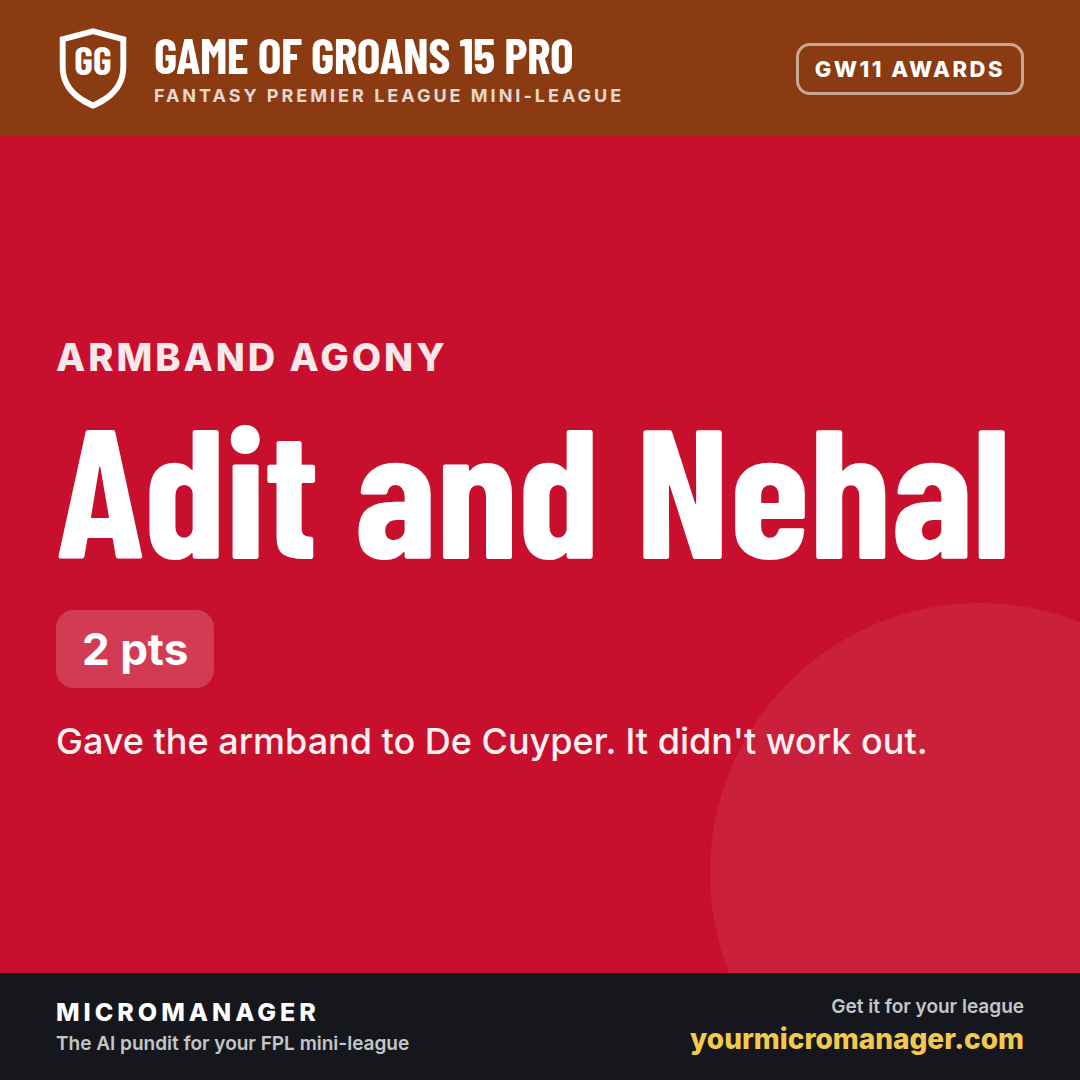 GG
GAME OF GROANS 15 PRO
FANTASY PREMIER LEAGUE MINI-LEAGUE
GW11 AWARDS
ARMBAND AGONY
Adit and Nehal
2 pts
Gave the armband to De Cuyper. It didn't work out.
MICROMANAGER
The AI pundit for your FPL mini-league
Get it for your league
yourmicromanager.com